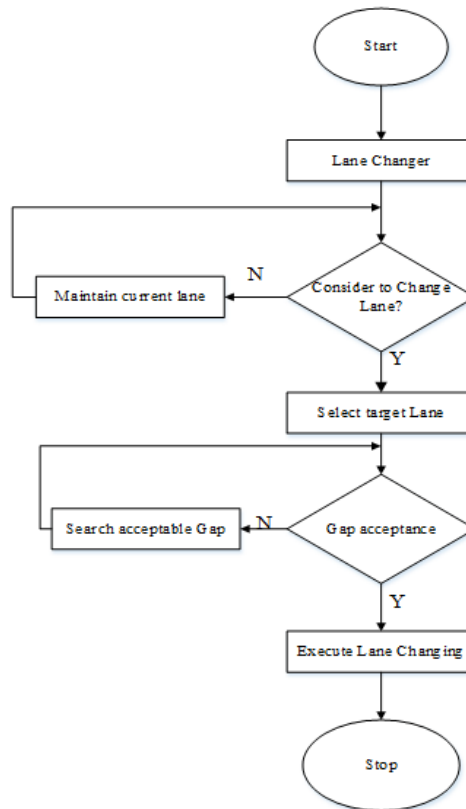 Start
Lane Changer
N
Maintain current lane
Consider to Change
Lane?
Y
Select target Lane
Search acceptable Gap
N
Gap acceptance
Y
Execute Lane Changing
Stop